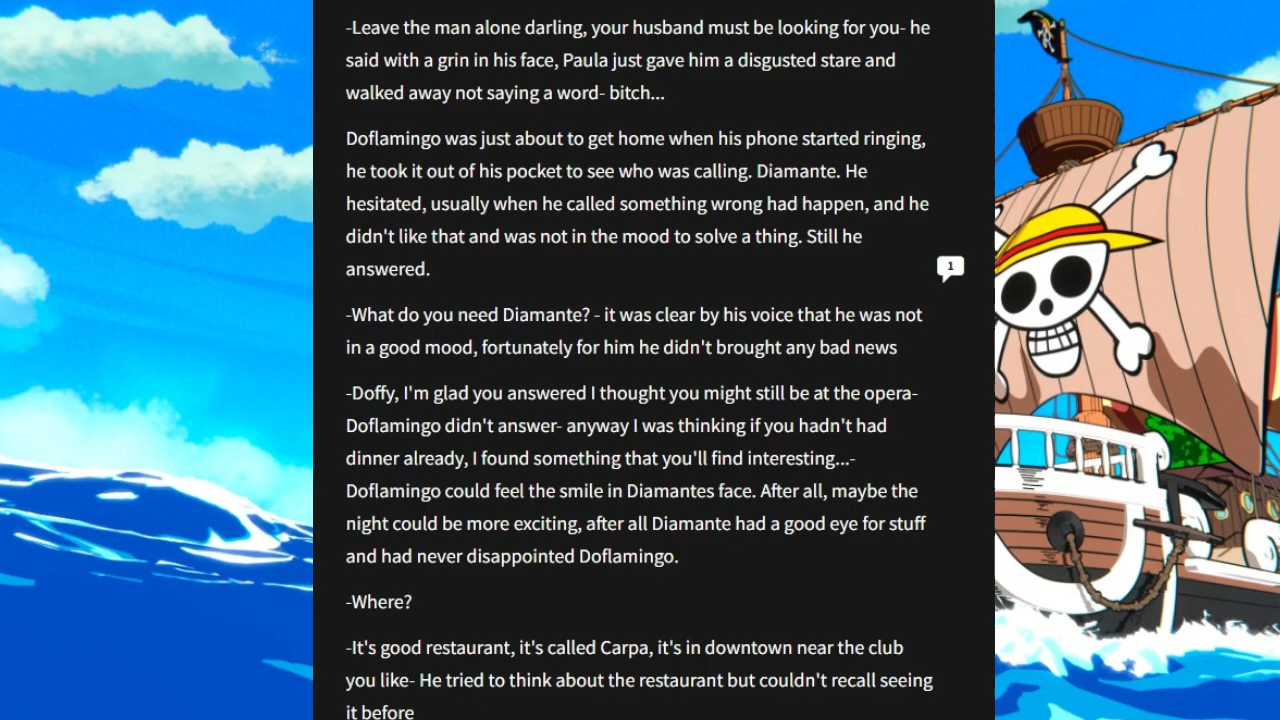 -Leave the man alone darling, your husband must be looking for you- he
said with a grin in his face, Paula just gave him a disgusted stare and
walked away not saying a word- bitch...
Doflamingo was just about to get home when his phone started ringing,
he took it out of his pocket to see who was calling. Diamante. He
hesitated, usually when he called something wrong had happen, and he
didn't like that and was not in the mood to solve a thing. Still he
answered.
1
-What do you need Diamante? - it was clear by his voice that he was not
in a good mood, fortunately for him he didn't brought any bad news
-Doffy, I'm glad you answered I thought you might still be at the opera-
Doflamingo didn't answer- anyway I was thinking if you hadn't had
dinner already, I found something that you'll find interesting...-
Doflamingo could feel the smile in Diamantes face. After all, maybe the
night could be more exciting, after all Diamante had a good eye for stuff
and had never disappointed Doflamingo.
-Where?
-It's good restaurant, it's called Carpa, it's in downtown near the club
you like- He tried to think about the restaurant but couldn't recall seeing
it before